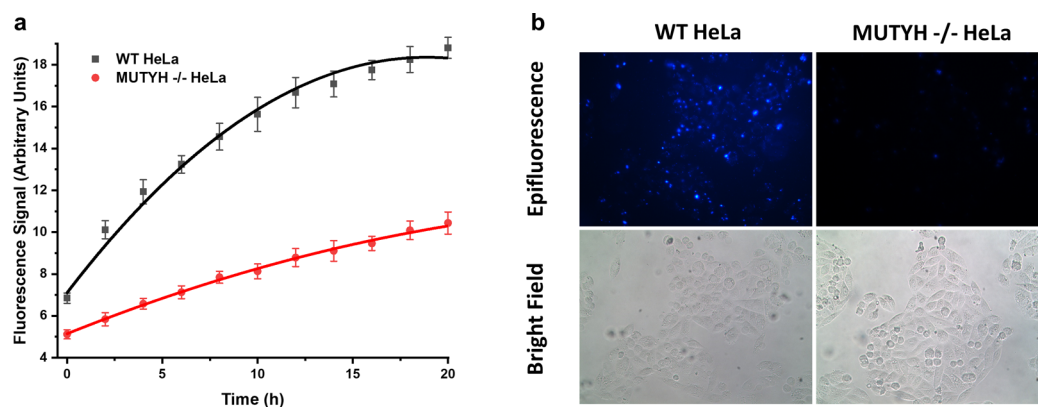 a
Fluorescence Signal (Arbitrary Units)
WT HeLa
MUTYH -/- HeLa
18
16
14
12
10
8
6
4
0
5
10
15
20
Time (h)
b
WT HeLa
MUTYH -/- HeLa
Epifluorescence
Bright Field